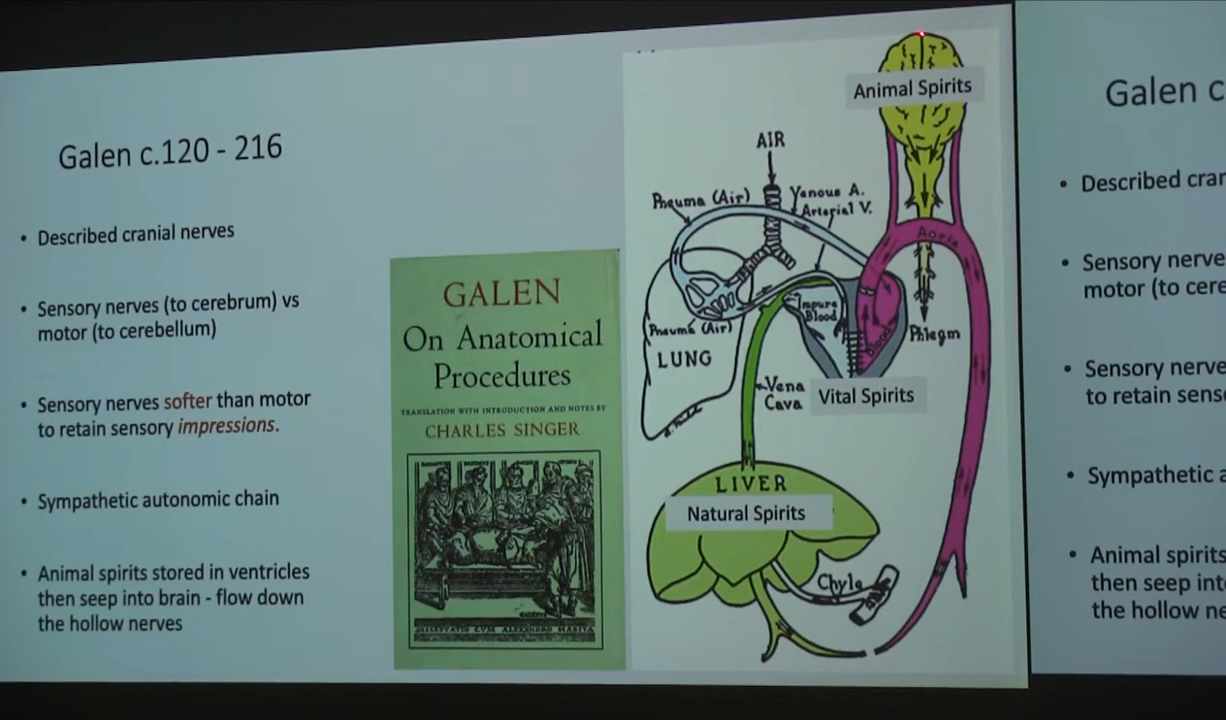 Galen c.120 - 216
• Described cranial nerves
• Sensory nerves (to cerebrum) vs
motor (to cerebellum)
• Sensory nerves softer than motor
to retain sensory impressions.
• Sympathetic autonomic chain
• Animal spirits stored in ventricles
then seep into brain - flow down
the hollow nerves
GALEN
On Anatomical
Procedures
TRANSLATION WITH INTRODUCTION AND NOTES BY
CHARLES SINGER
Animal Spirits
AIR
Pneuma (Air)
Venous A.
Arterial V.
Aorta
Impure
Blood
Blood
Pneuma (Air)
LUNG
Phlegm
Vena
Cava
Vital Spirits
LIVER
Natural Spirits
Chyle
Galen c
• Described cran
• Sensory nerve
motor (to cere
• Sensory nerve
to retain sens
• Sympathetic a
• Animal spirits
then seep int
the hollow ne